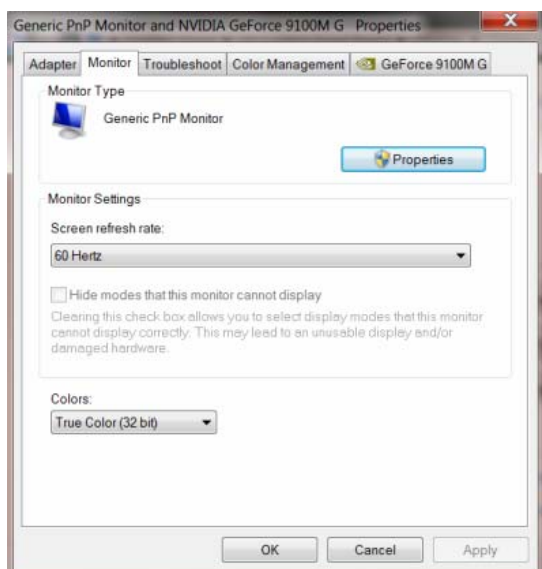 Generic PnP Monitor and NVIDIA GeForce 9100M G Properties
Adapter Monitor Troubleshoot Color Management GeForce 9100M G
Monitor Type
Generic PnP Monitor
Properties
Monitor Settings
Screen refresh rate:
60 Hertz
Hide modes that this monitor cannot display
Clearing this check box allows you to select display modes that this monitor
cannot display correctly. This may lead to an unusable display and/or
damaged hardware.
Colors:
True Color (32 bit)
OK Cancel Apply